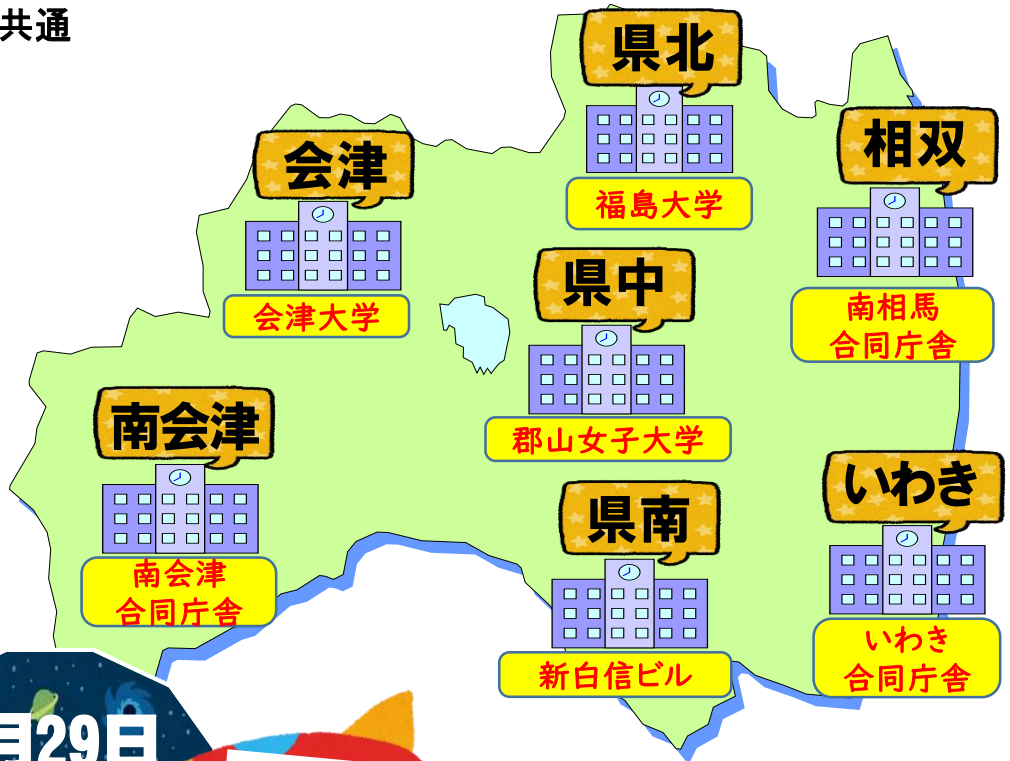 共通
県北
福島大学
相双
南相馬
合同庁舎
会津
会津大学
県中
郡山女子大学
南会津
南会津
合同庁舎
県南
新白信ビル
いわき
いわき
合同庁舎
月29日